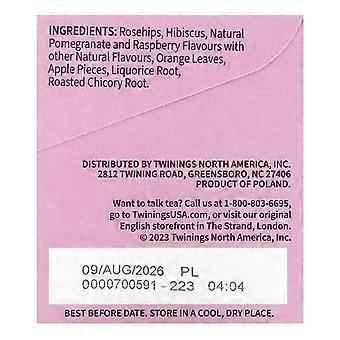 INGREDIENTS: Rosehips, Hibiscus, Natural
Pomegranate and Raspberry Flavours with
other Natural Flavours, Orange Leaves,
Apple Pieces, Liquorice Root,
Roasted Chicory Root.
DISTRIBUTED BY TWININGS NORTH AMERICA, INC.
2812 TWINING ROAD, GREENSBORO, NC 27406
PRODUCT OF POLAND.
Want to talk tea? Call us at 1-800-803-6695,
go to TwiningsUSA.com, or visit our original
English storefront in The Strand, London.
© 2023 Twinings North America, Inc.
09/AUG/2026 PL
0000700591 - 223 04:04
BEST BEFORE DATE. STORE IN A COOL, DRY PLACE.